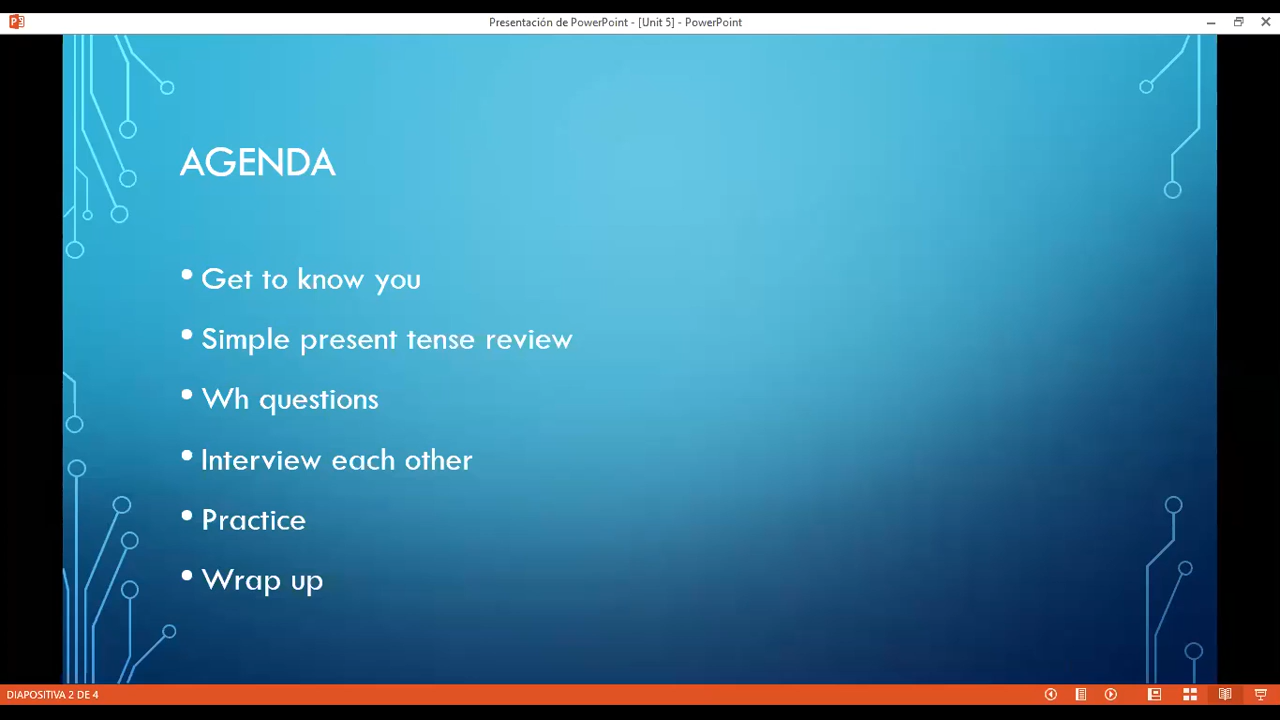 Presentación de PowerPoint - [Unit 5] - PowerPoint
AGENDA
• Get to know you
• Simple present tense review
• Wh questions
• Interview each other
• Practice
• Wrap up
DIAPOSITIVA 2 DE 4